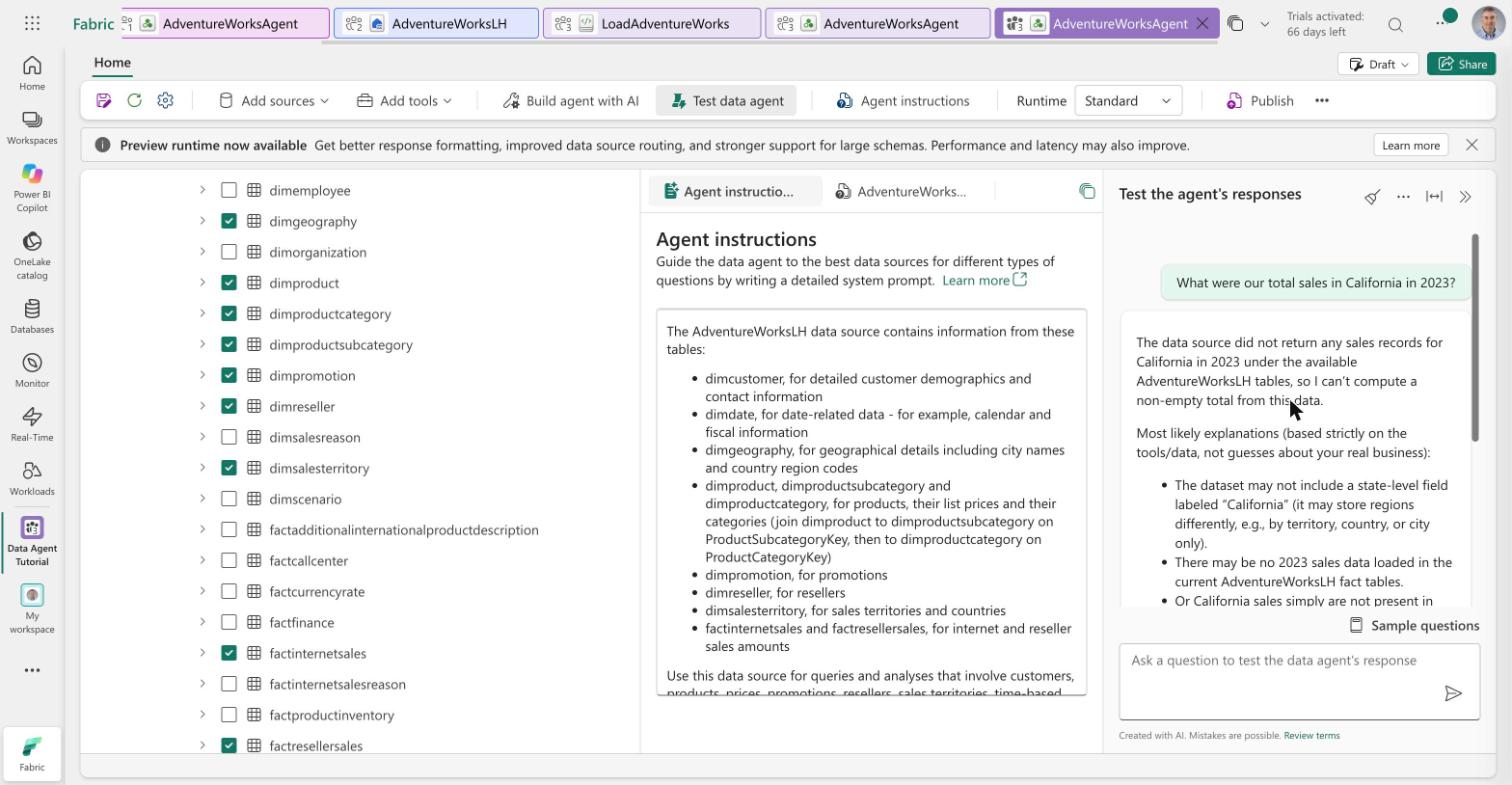 Fabric
1
AdventureWorksAgent
2
AdventureWorksLH
3
LoadAdventureWorks
3
AdventureWorksAgent
3
AdventureWorksAgent
Trials activated:
66 days left
Home
Draft
Share
Add sources
Add tools
Build agent with AI
Test data agent
Agent instructions
Runtime
Standard
Publish
Preview runtime now available Get better response formatting, improved data source routing, and stronger support for large schemas. Performance and latency may also improve.
Learn more
Home
Workspaces
Power BI
Copilot
OneLake
catalog
Databases
Monitor
Real-Time
Workloads
3
Data Agent
Tutorial
My
workspace
Fabric
dimemployee
dimgeography
dimorganization
dimproduct
dimproductcategory
dimproductsubcategory
dimpromotion
dimreseller
dimsalesreason
dimsalesterritory
dimscenario
factadditionalinternationalproductdescription
factcallcenter
factcurrencyrate
factfinance
factinternetsales
factinternetsalesreason
factproductinventory
factresellersales
Agent instructio...
AdventureWorks...
Agent instructions
Guide the data agent to the best data sources for different types of
questions by writing a detailed system prompt. Learn more
The AdventureWorksLH data source contains information from these
tables:
• dimcustomer, for detailed customer demographics and
contact information
• dimdate, for date-related data - for example, calendar and
fiscal information
• dimgeography, for geographical details including city names
and country region codes
• dimproduct, dimproductsubcategory and
dimproductcategory, for products, their list prices and their
categories (join dimproduct to dimproductsubcategory on
ProductSubcategoryKey, then to dimproductcategory on
ProductCategoryKey)
• dimpromotion, for promotions
• dimreseller, for resellers
• dimsalesterritory, for sales territories and countries
• factinternetsales and factresellersales, for internet and reseller
sales amounts
Use this data source for queries and analyses that involve customers,
products, prices, promotions, resellers, sales territories, time-based
Test the agent's responses
What were our total sales in California in 2023?
The data source did not return any sales records for
California in 2023 under the available
AdventureWorksLH tables, so I can't compute a
non-empty total from this data.
Most likely explanations (based strictly on the
tools/data, not guesses about your real business):
• The dataset may not include a state-level field
labeled “California” (it may store regions
differently, e.g., by territory, country, or city
only).
• There may be no 2023 sales data loaded in the
current AdventureWorksLH fact tables.
• Or California sales simply are not present in
Sample questions
Ask a question to test the data agent's response
Created with AI. Mistakes are possible. Review terms